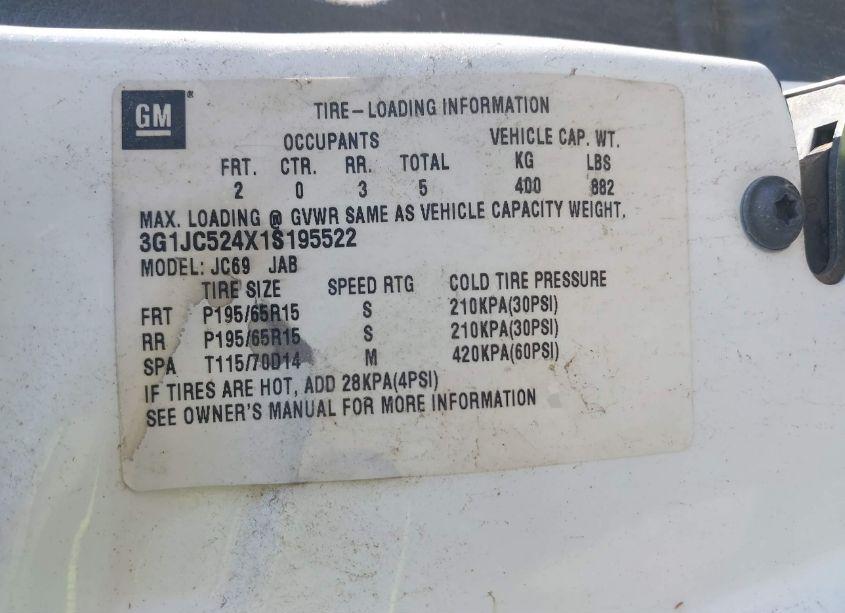 GM ®
TIRE-LOADING INFORMATION
OCCUPANTS VEHICLE CAP. WT.
FRT. CTR. RR. TOTAL KG LBS
2 0 3 5 400 882
MAX. LOADING @ GVWR SAME AS VEHICLE CAPACITY WEIGHT.
3G1JC524X1S195522
MODEL: JC69 JAB
TIRE SIZE SPEED RTG COLD TIRE PRESSURE
FRT P195/65R15 S 210KPA(30PSI)
RR P195/65R15 S 210KPA(30PSI)
SPA T115/70D14 M 420KPA(60PSI)
IF TIRES ARE HOT, ADD 28KPA(4PSI)
SEE OWNER'S MANUAL FOR MORE INFORMATION